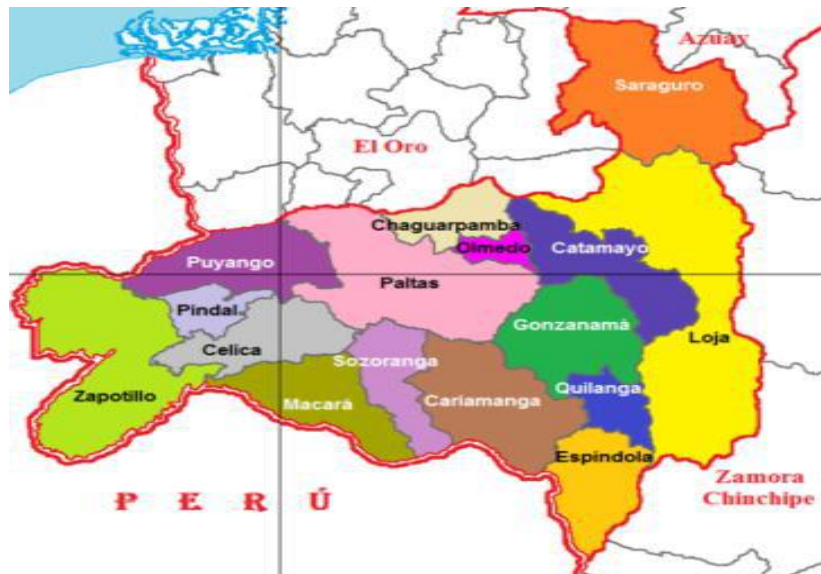 Azuay
Saraguro
El Oro
Chaguarpamba
Olmedo
Catamayo
Puyango
Paltas
Pindal
Gonzanamá
Loja
Celica
Sozoranga
Zapotillo
Macará
Cariamanga
Quilanga
Espíndola
Zamora
Chinchipe
PERÚ